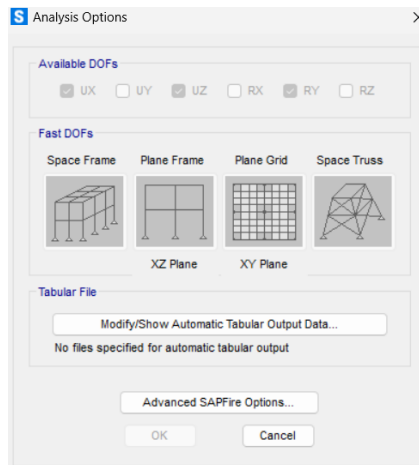 S Analysis Options
Available DOFs
UX UY UZ RX RY RZ
Fast DOFs
Space Frame Plane Frame Plane Grid Space Truss
XZ Plane XY Plane
Tabular File
Modify/Show Automatic Tabular Output Data...
No files specified for automatic tabular output
Advanced SAPFire Options...
OK Cancel